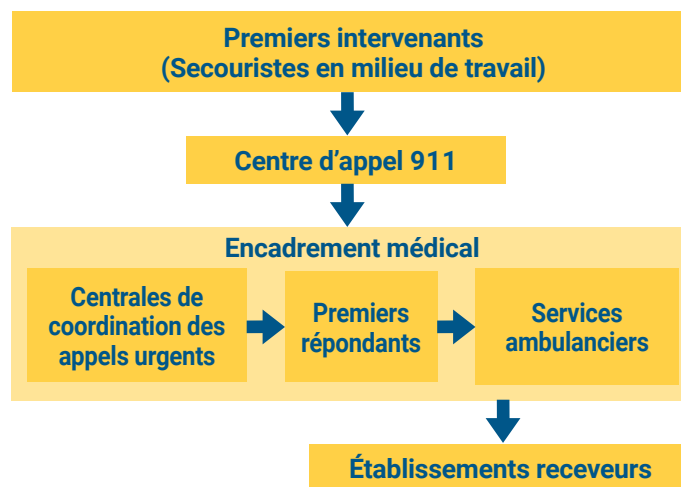 Premiers intervenants
(Secouristes en milieu de travail)
Centre d’appel 911
Encadrement médical
Centrales de
coordination des
appels urgents
Premiers
répondants
Services
ambulanciers
Établissements receveurs